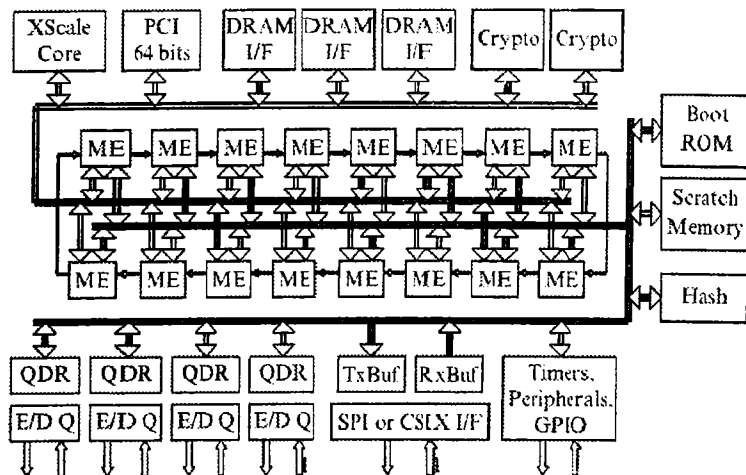 XScale Core
PCI 64 bits
DRAM I/F
DRAM I/F
DRAM I/F
Crypto
Crypto
Boot ROM
ME ME ME ME ME ME ME ME
Scratch Memory
ME ME ME ME ME ME ME ME
Hash
QDR
QDR
QDR
QDR
TxBuf
RxBuf
Timers, Peripherals, GPIO
E/D Q
E/D Q
E/D Q
E/D Q
SPI or CSIX I/F